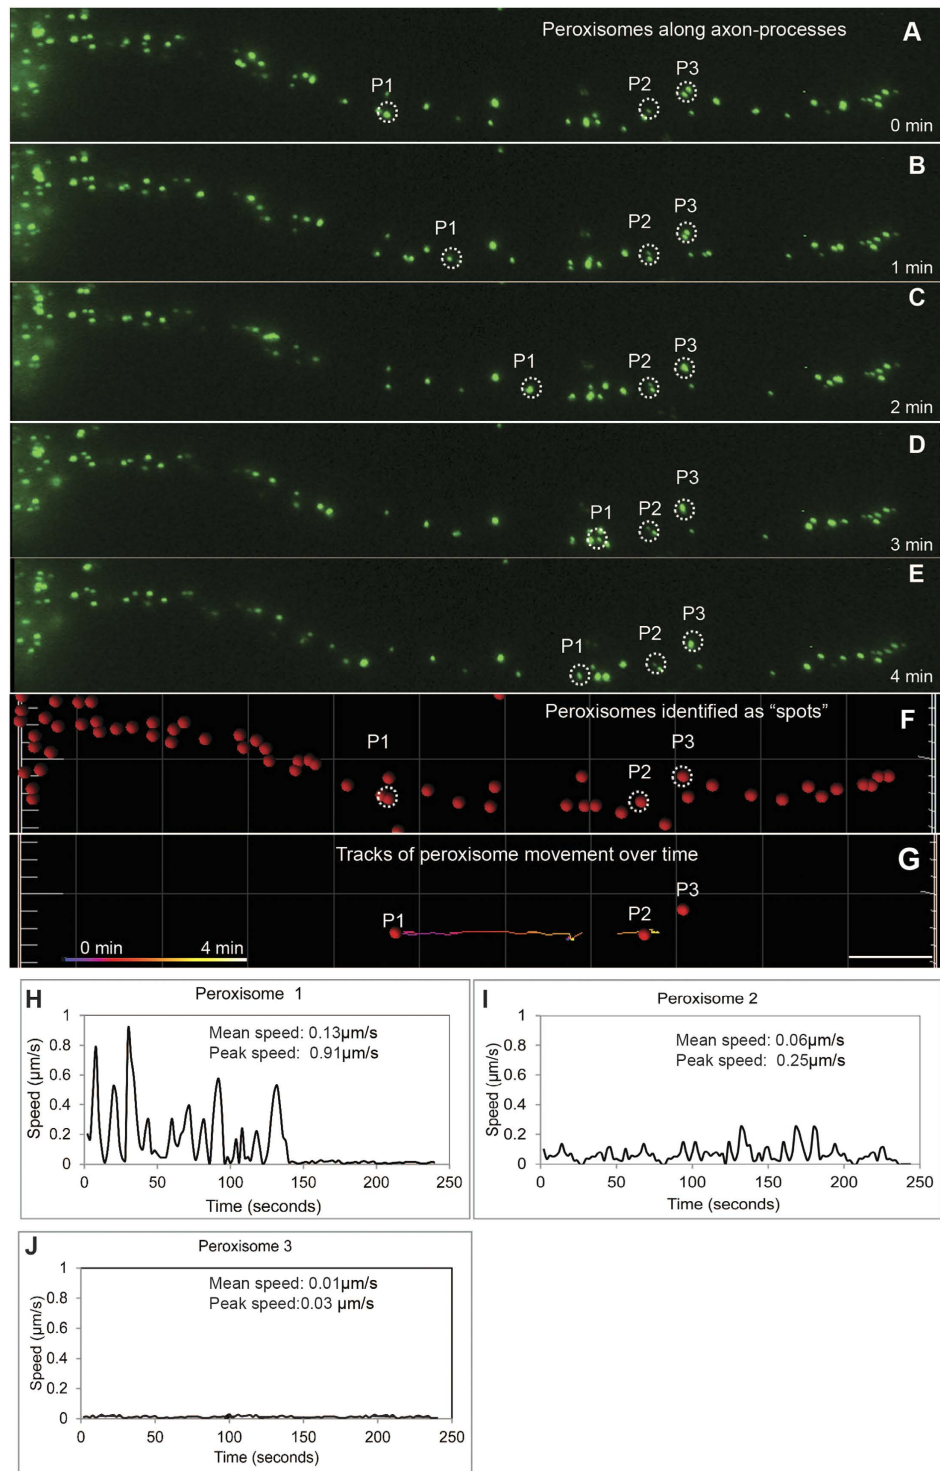 Peroxisomes along axon-processes
A
P1
P2
P3
0 min
B
P1
P2
P3
1 min
C
P1
P2
P3
2 min
D
P1
P2
P3
3 min
E
P1
P2
P3
4 min
F
Peroxisomes identified as “spots”
P1
P2
P3
G
Tracks of peroxisome movement over time
P1
P2
P3
0 min 4 min
H
Peroxisome 1
Mean speed: 0.13µm/s
Peak speed: 0.91µm/s
Speed (µm/s)
1
0.8
0.6
0.4
0.2
0
0 50 100 150 200 250
Time (seconds)
I
Peroxisome 2
Mean speed: 0.06µm/s
Peak speed: 0.25µm/s
Speed (µm/s)
1
0.8
0.6
0.4
0.2
0
0 50 100 150 200 250
Time (seconds)
J
Peroxisome 3
Mean speed: 0.01µm/s
Peak speed:0.03 µm/s
Speed (µm/s)
1
0.8
0.6
0.4
0.2
0
0 50 100 150 200 250
Time (seconds)